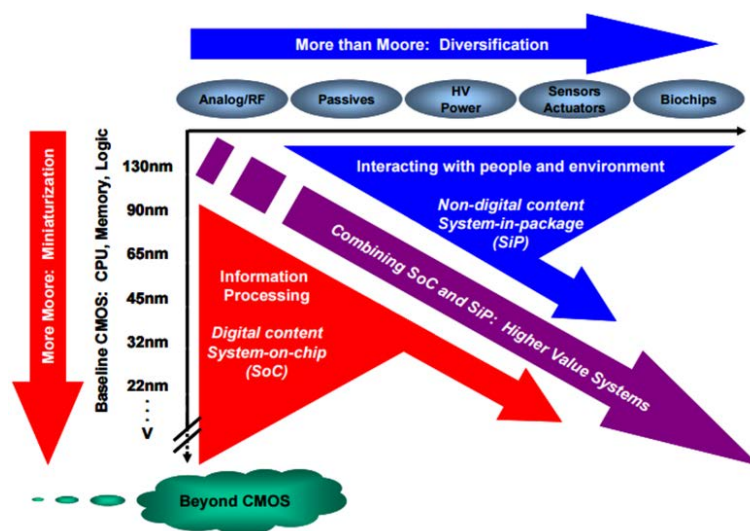 More than Moore: Diversification
Analog/RF
Passives
HV
Power
Sensors
Actuators
Biochips
More Moore: Miniaturization
Baseline CMOS: CPU, Memory, Logic
130nm
90nm
65nm
45nm
32nm
22nm
V
Interacting with people and environment
Non-digital content
System-in-package
(SiP)
Combining SoC and SiP: Higher Value Systems
Information
Processing
Digital content
System-on-chip
(SoC)
Beyond CMOS